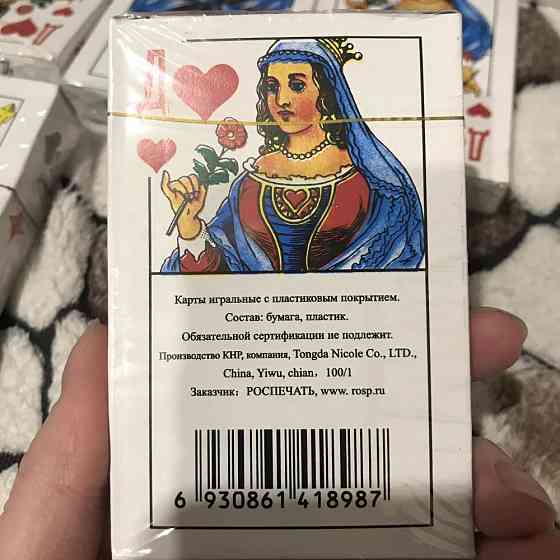 Д
Карты игральные с пластиковым покрытием.
Состав: бумага, пластик.
Обязательной сертификации не подлежит.
Производство КНР, компания, Tongda Nicole Co., LTD.,
China, Yiwu, chian, 100/1
Заказчик: РОСПЕЧАТЬ, www. rosp.ru
6 930861 418987
Д